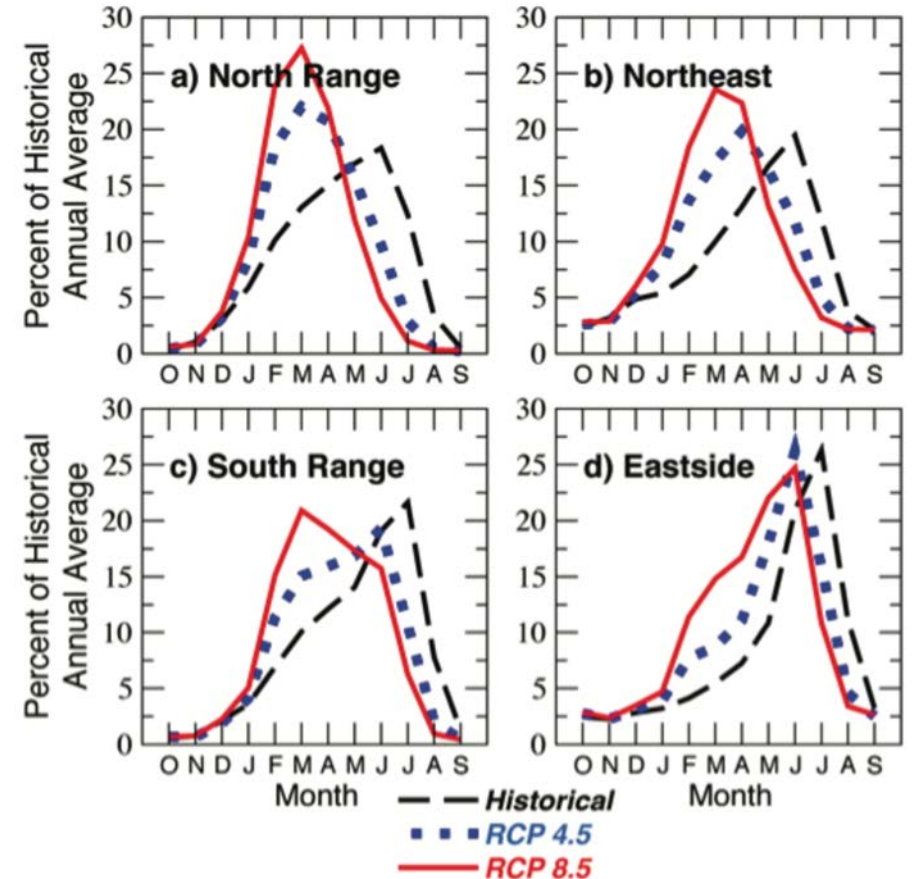 30
25
20
15
10
5
0
Percent of Historical
Annual Average
a) North Range
O N D J F M A M J J A S
30
25
20
15
10
5
0
b) Northeast
O N D J F M A M J J A S
30
25
20
15
10
5
0
Percent of Historical
Annual Average
c) South Range
O N D J F M A M J J A S
Month
30
25
20
15
10
5
0
d) Eastside
O N D J F M A M J J A S
Month
Historical
RCP 4.5
RCP 8.5